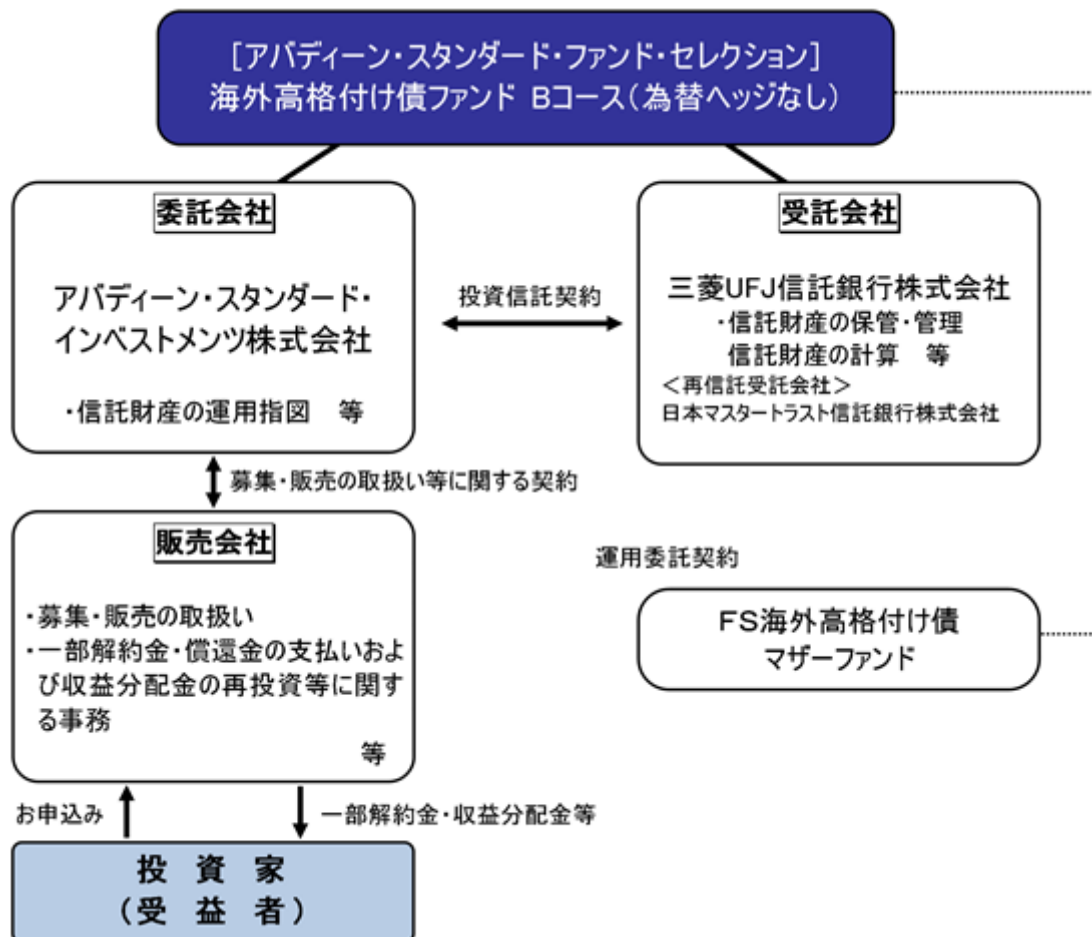 [アバディーン・スタンダード・ファンド・セレクション]
海外高格付け債ファンド Bコース(為替ヘッジなし)
委託会社
アバディーン・スタンダード・
インベストメンツ株式会社
・信託財産の運用指図 等
投資信託契約
受託会社
三菱UFJ信託銀行株式会社
・信託財産の保管・管理
信託財産の計算 等
<再信託受託会社>
日本マスタートラスト信託銀行株式会社
募集・販売の取扱い等に関する契約
販売会社
・募集・販売の取扱い
・一部解約金・償還金の支払いおよ
び収益分配金の再投資等に関す
る事務
等
運用委託契約
FS海外高格付け債
マザーファンド
お申込み
一部解約金・収益分配金等
投 資 家
(受 益 者)